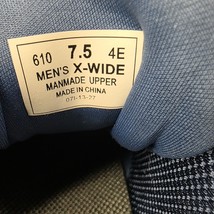 610 7.5 4E
MEN'S X-WIDE
MANMADE UPPER
MADE IN CHINA